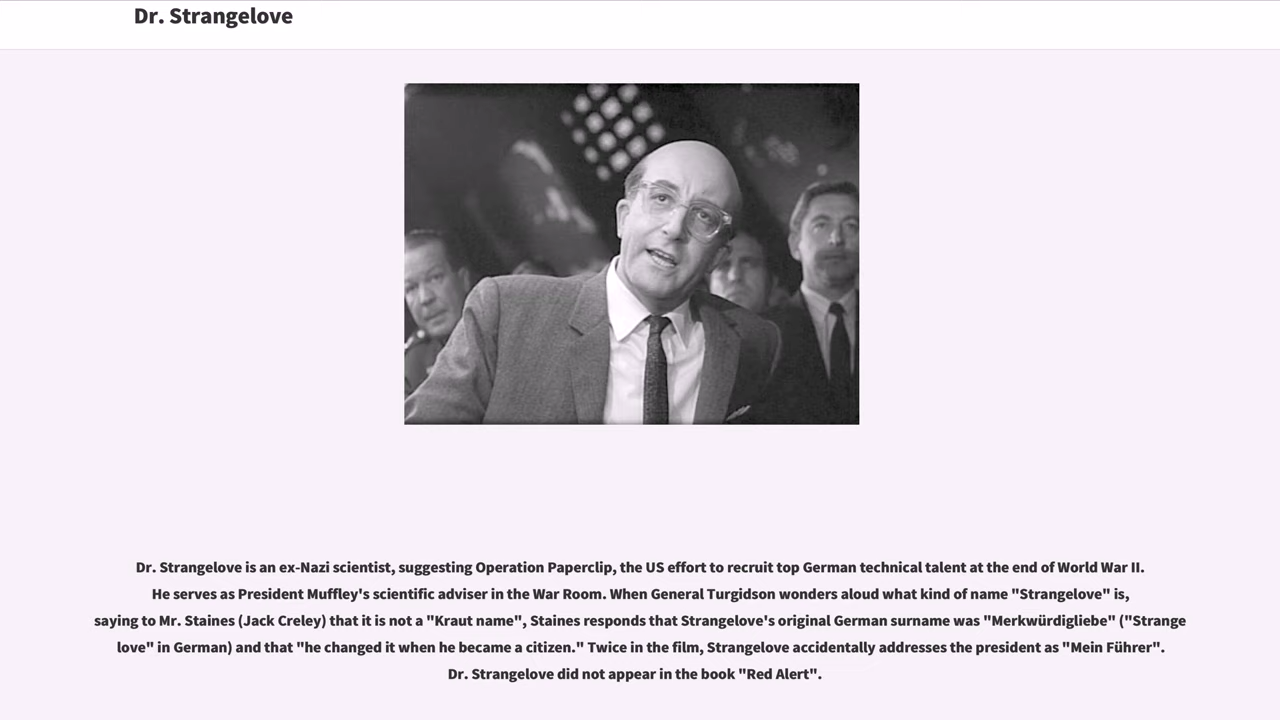 Dr. Strangelove
Dr. Strangelove is an ex-Nazi scientist, suggesting Operation Paperclip, the US effort to recruit top German technical talent at the end of World War II.
He serves as President Muffley's scientific adviser in the War Room. When General Turgidson wonders aloud what kind of name "Strangelove" is,
saying to Mr. Staines (Jack Creley) that it is not a "Kraut name", Staines responds that Strangelove's original German surname was "Merkwürdigliebe" ("Strange
love" in German) and that "he changed it when he became a citizen." Twice in the film, Strangelove accidentally addresses the president as "Mein Führer".
Dr. Strangelove did not appear in the book "Red Alert".